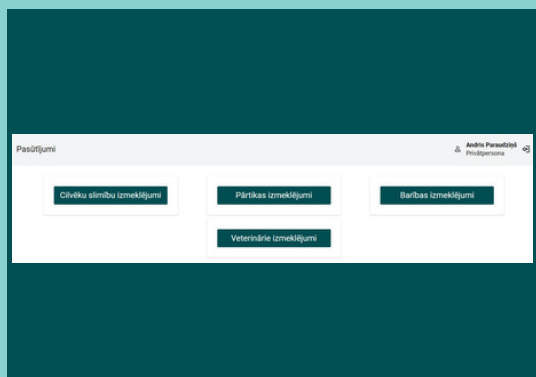 Pasūtījumi
Andris Paraudziņš
Privātpersona
Cilvēku slimību izmeklējumi
Pārtikas izmeklējumi
Barības izmeklējumi
Veterinārie izmeklējumi